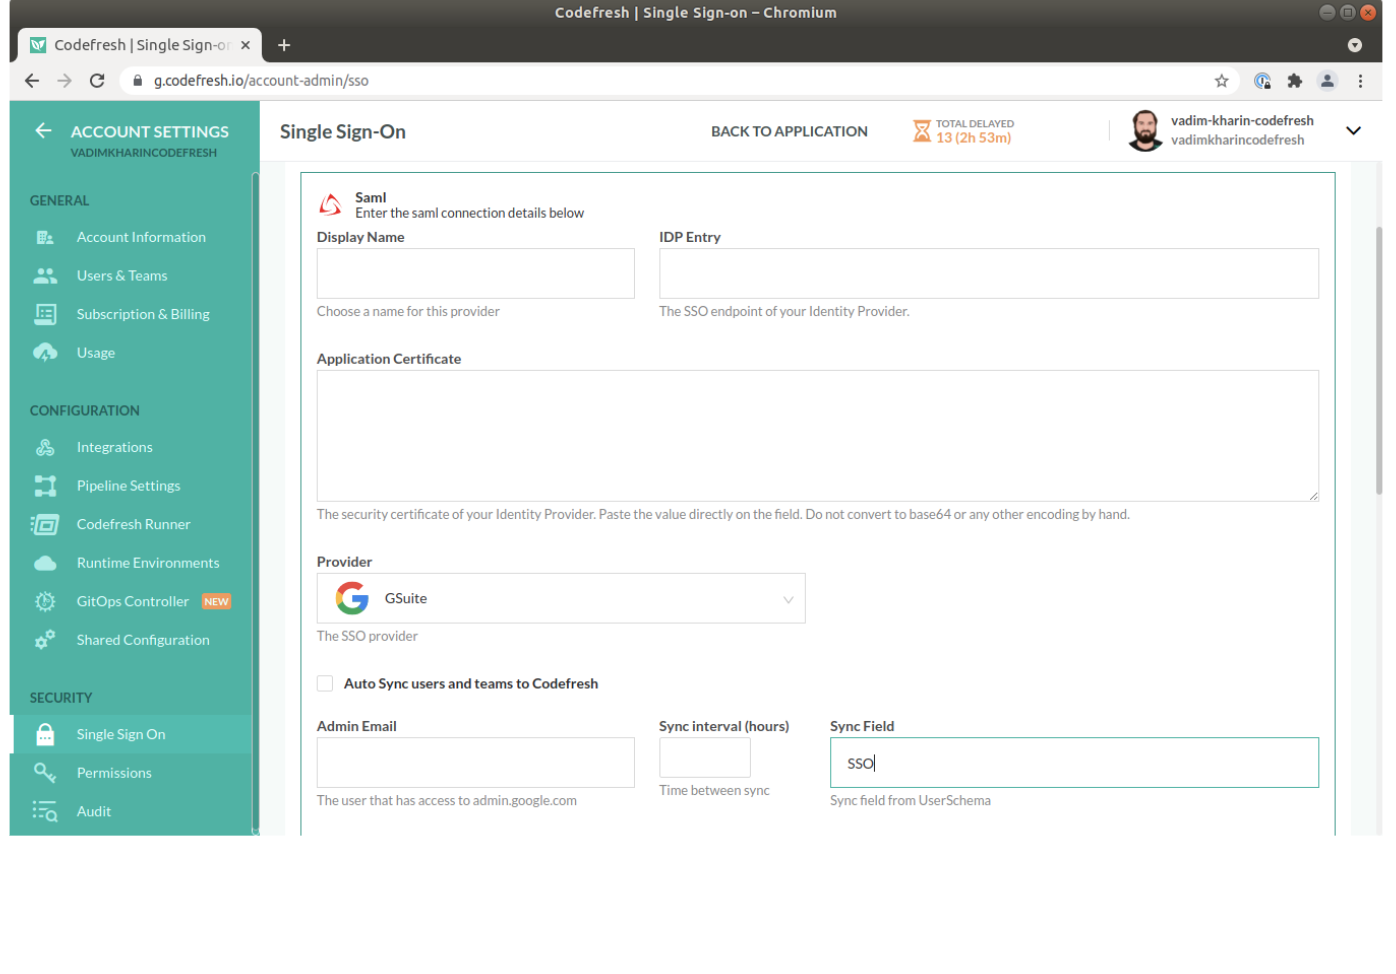 Codefresh | Single Sign-on – Chromium
Codefresh | Single Sign-or
g.codefresh.io/account-admin/sso
ACCOUNT SETTINGS
VADIMKHARINCODEFRESH
Single Sign-On
BACK TO APPLICATION
TOTAL DELAYED
13 (2h 53m)
vadim-kharin-codefresh
vadimkharincodefresh
GENERAL
Account Information
Users & Teams
Subscription & Billing
Usage
CONFIGURATION
Integrations
Pipeline Settings
Codefresh Runner
Runtime Environments
GitOps Controller NEW
Shared Configuration
SECURITY
Single Sign On
Permissions
Audit
Saml
Enter the saml connection details below
Display Name
IDP Entry
Choose a name for this provider
The SSO endpoint of your Identity Provider.
Application Certificate
The security certificate of your Identity Provider. Paste the value directly on the field. Do not convert to base64 or any other encoding by hand.
Provider
GSuite
The SSO provider
Auto Sync users and teams to Codefresh
Admin Email
Sync interval (hours)
Sync Field
SSO
The user that has access to admin.google.com
Time between sync
Sync field from UserSchema